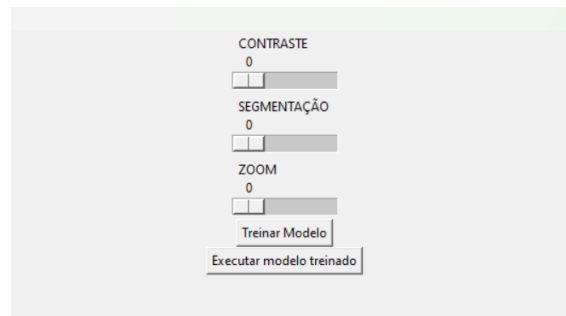 CONTRASTE
0
SEGMENTAÇÃO
0
ZOOM
0
Treinar Modelo
Executar modelo treinado